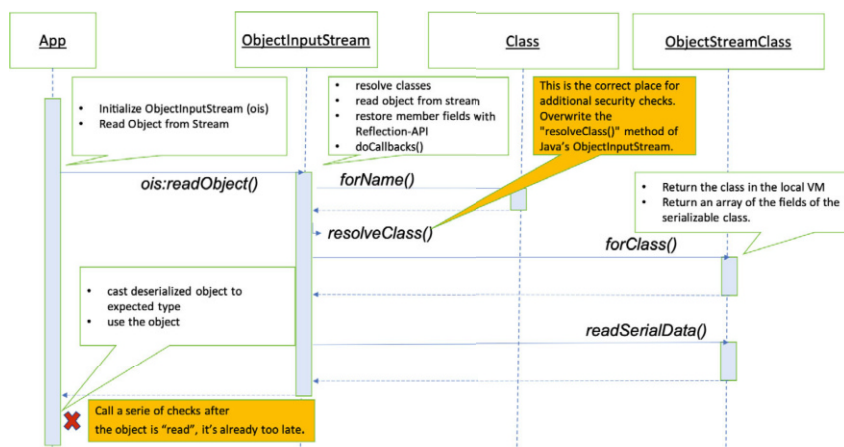 App
ObjectInputStream
Class
ObjectStreamClass
• Initialize ObjectInputStream (ois)
• Read Object from Stream
• resolve classes
• read object from stream
• restore member fields with
Reflection-API
• doCallbacks()
This is the correct place for
additional security checks.
Overwrite the
"resolveClass()" method of
Java's ObjectInputStream.
ois:readObject()
forName()
• Return the class in the local VM
• Return an array of the fields of the
serializable class.
resolveClass()
forClass()
• cast deserialized object to
expected type
• use the object
readSerialData()
Call a serie of checks after
the object is “read”, it's already too late.